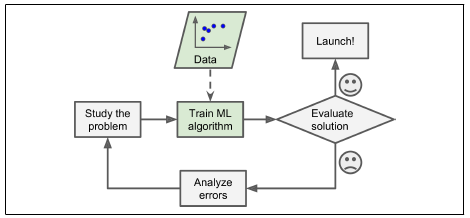 Data
Launch!
Study the
problem
Train ML
algorithm
Evaluate
solution
Analyze
errors